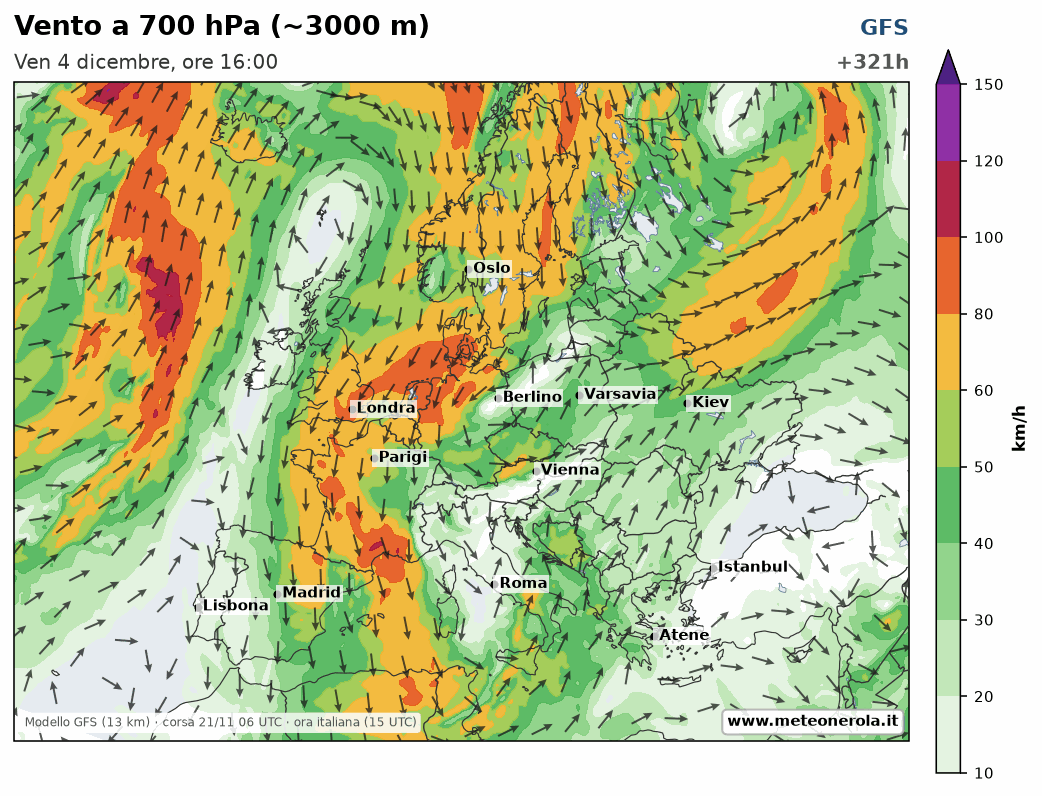 Vento a 700 hPa (~3000 m)
GFS
Ven 4 dicembre, ore 16:00
+321h
150
120
100
80
60
50
40
30
20
10
km/h
Oslo
Londra
Berlino
Varsavia
Kiev
Parigi
Vienna
Istanbul
Roma
Madrid
Lisbona
Atene
Modello GFS (13 km) · corsa 21/11 06 UTC · ora italiana (15 UTC)
www.meteonerola.it